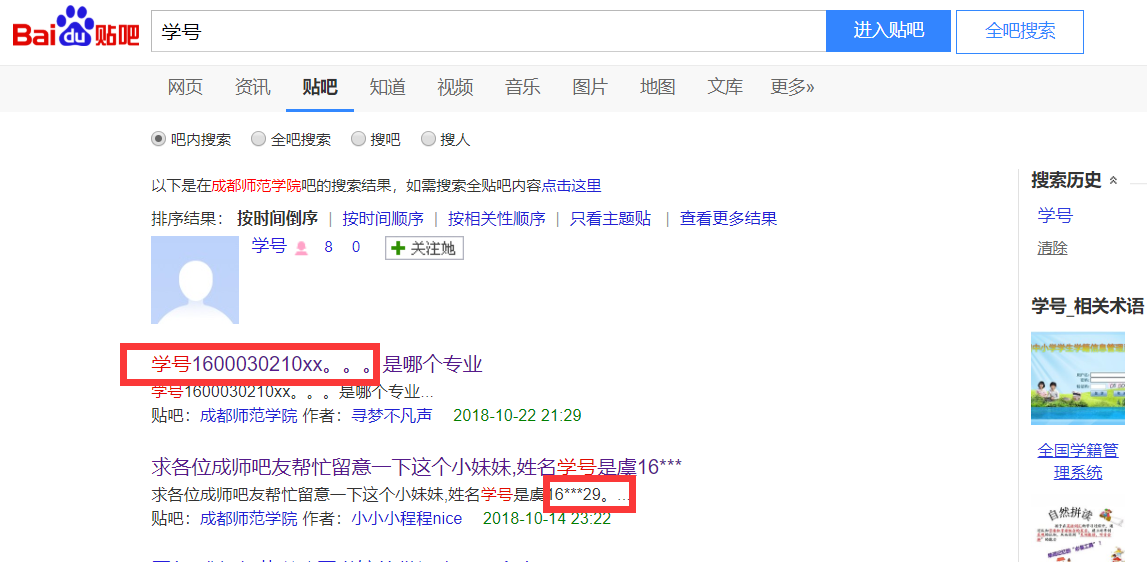 Bai du 贴吧 学号 进入贴吧 全吧搜索
网页 资讯 贴吧 知道 视频 音乐 图片 地图 文库 更多»
吧内搜索 全吧搜索 搜吧 搜人
以下是在成都师范学院吧的搜索结果，如需搜索全贴吧内容点击这里
排序结果： 按时间倒序 | 按时间顺序 | 按相关性顺序 | 只看主题贴 | 查看更多结果
学号 8 0 关注她
学号1600030210xx。。。是哪个专业
学号1600030210xx。。。是哪个专业...
贴吧：成都师范学院 作者：寻梦不凡声 2018-10-22 21:29
求各位成师吧友帮忙留意一下这个小妹妹,姓名学号是虞16***
求各位成师吧友帮忙留意一下这个小妹妹,姓名学号是虞16***29。...
贴吧：成都师范学院 作者：小小小程程nice 2018-10-14 23:22
搜索历史
学号
清除
学号_相关术语
中小学学生学籍信息管理
全国学籍管
理系统
自然拼读